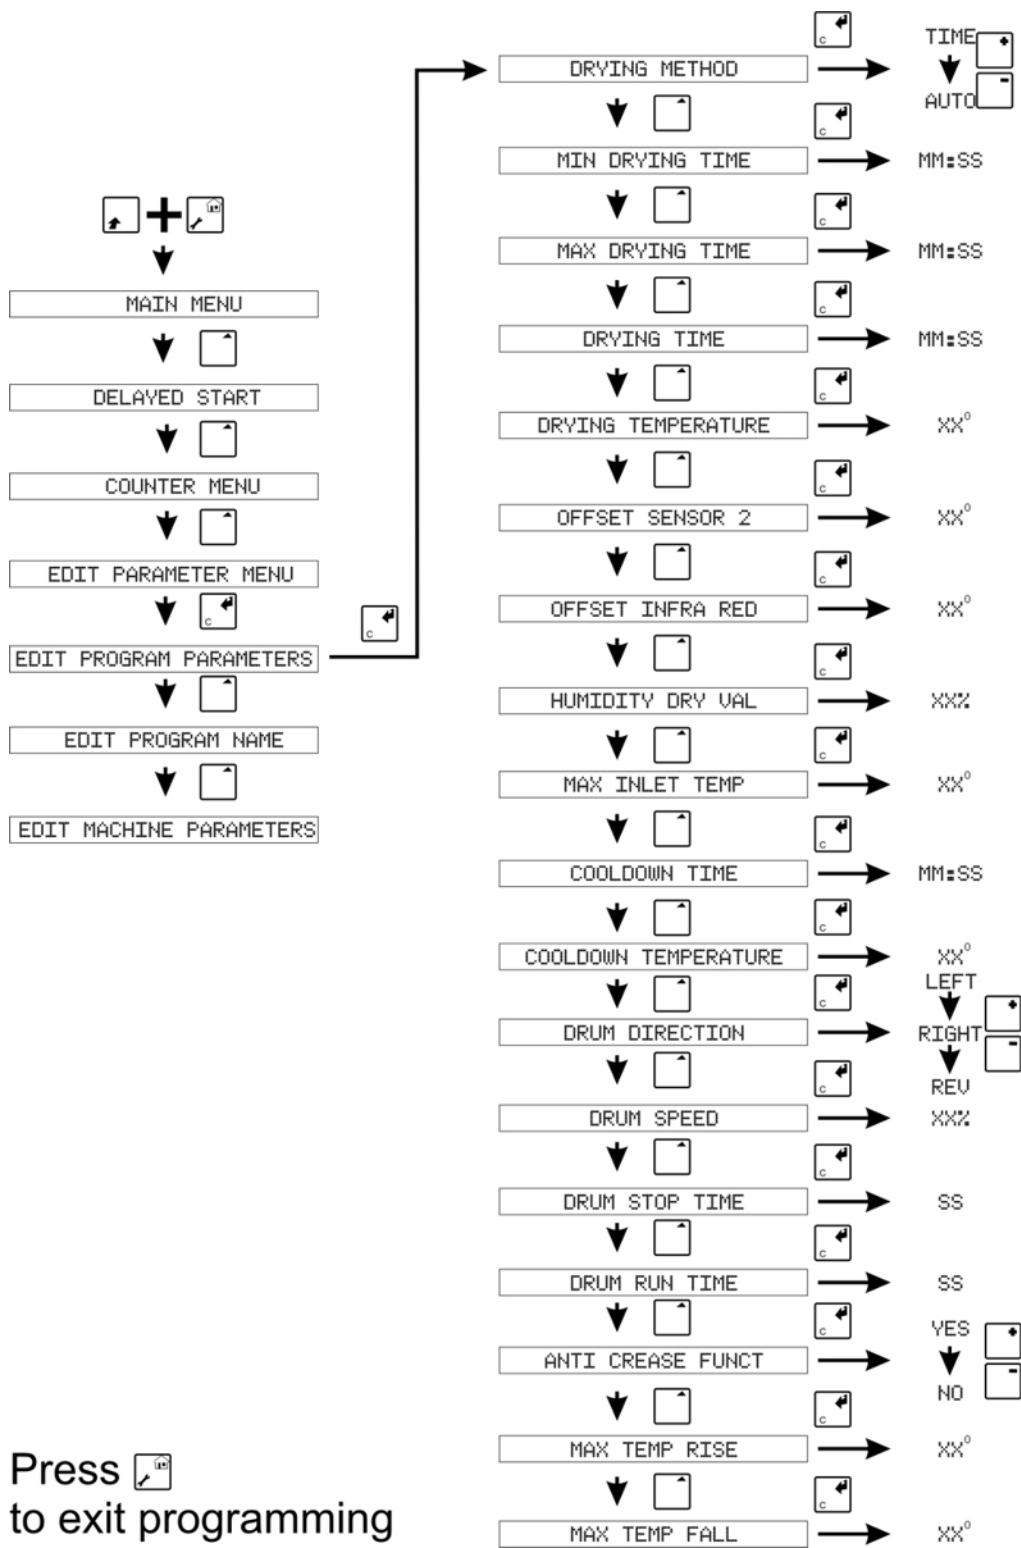 MAIN MENU
DELAYED START
COUNTER MENU
EDIT PARAMETER MENU
C
EDIT PROGRAM PARAMETERS
C
EDIT PROGRAM NAME
EDIT MACHINE PARAMETERS
Press
to exit programming
C
DRYING METHOD
TIME
+
-
AUTO
C
MIN DRYING TIME
MM:SS
C
MAX DRYING TIME
MM:SS
C
DRYING TIME
MM:SS
C
DRYING TEMPERATURE
XX°
C
OFFSET SENSOR 2
XX°
C
OFFSET INFRA RED
XX°
C
HUMIDITY DRY VAL
XX%
C
MAX INLET TEMP
XX°
C
COOLDOWN TIME
MM:SS
C
COOLDOWN TEMPERATURE
XX°
C
DRUM DIRECTION
LEFT
+
RIGHT
-
REV
C
DRUM SPEED
XX%
C
DRUM STOP TIME
SS
C
DRUM RUN TIME
SS
C
ANTI CREASE FUNCT
YES
+
-
NO
C
MAX TEMP RISE
XX°
C
MAX TEMP FALL
XX°